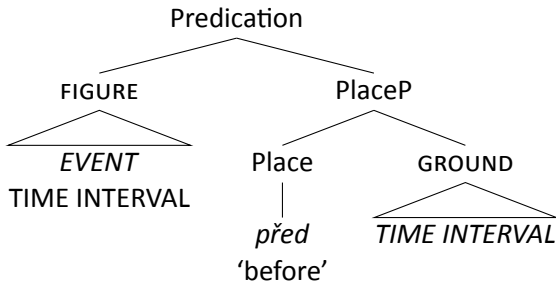 Predication
FIGURE PlaceP
EVENT Place GROUND
TIME INTERVAL
před TIME INTERVAL
‘before’